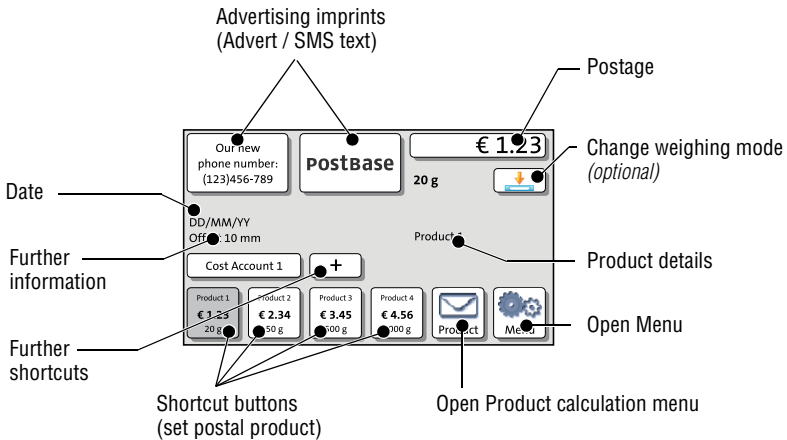 Advertising imprints
(Advert / SMS text)
Postage
Our new
phone number:
(123)456-789
POSTBASE
€ 1.23
20 g
Change weighing mode
(optional)
Date
DD/MM/YY
10 mm
Product
Further
information
Cost Account 1
+
Product details
Product 1
€ 1.23
20 g
Product 2
€ 2.34
50 g
Product 3
€ 3.45
500 g
Product 4
€ 4.56
Product
Menu
Open Menu
Further
shortcuts
Shortcut buttons
(set postal product)
Open Product calculation menu